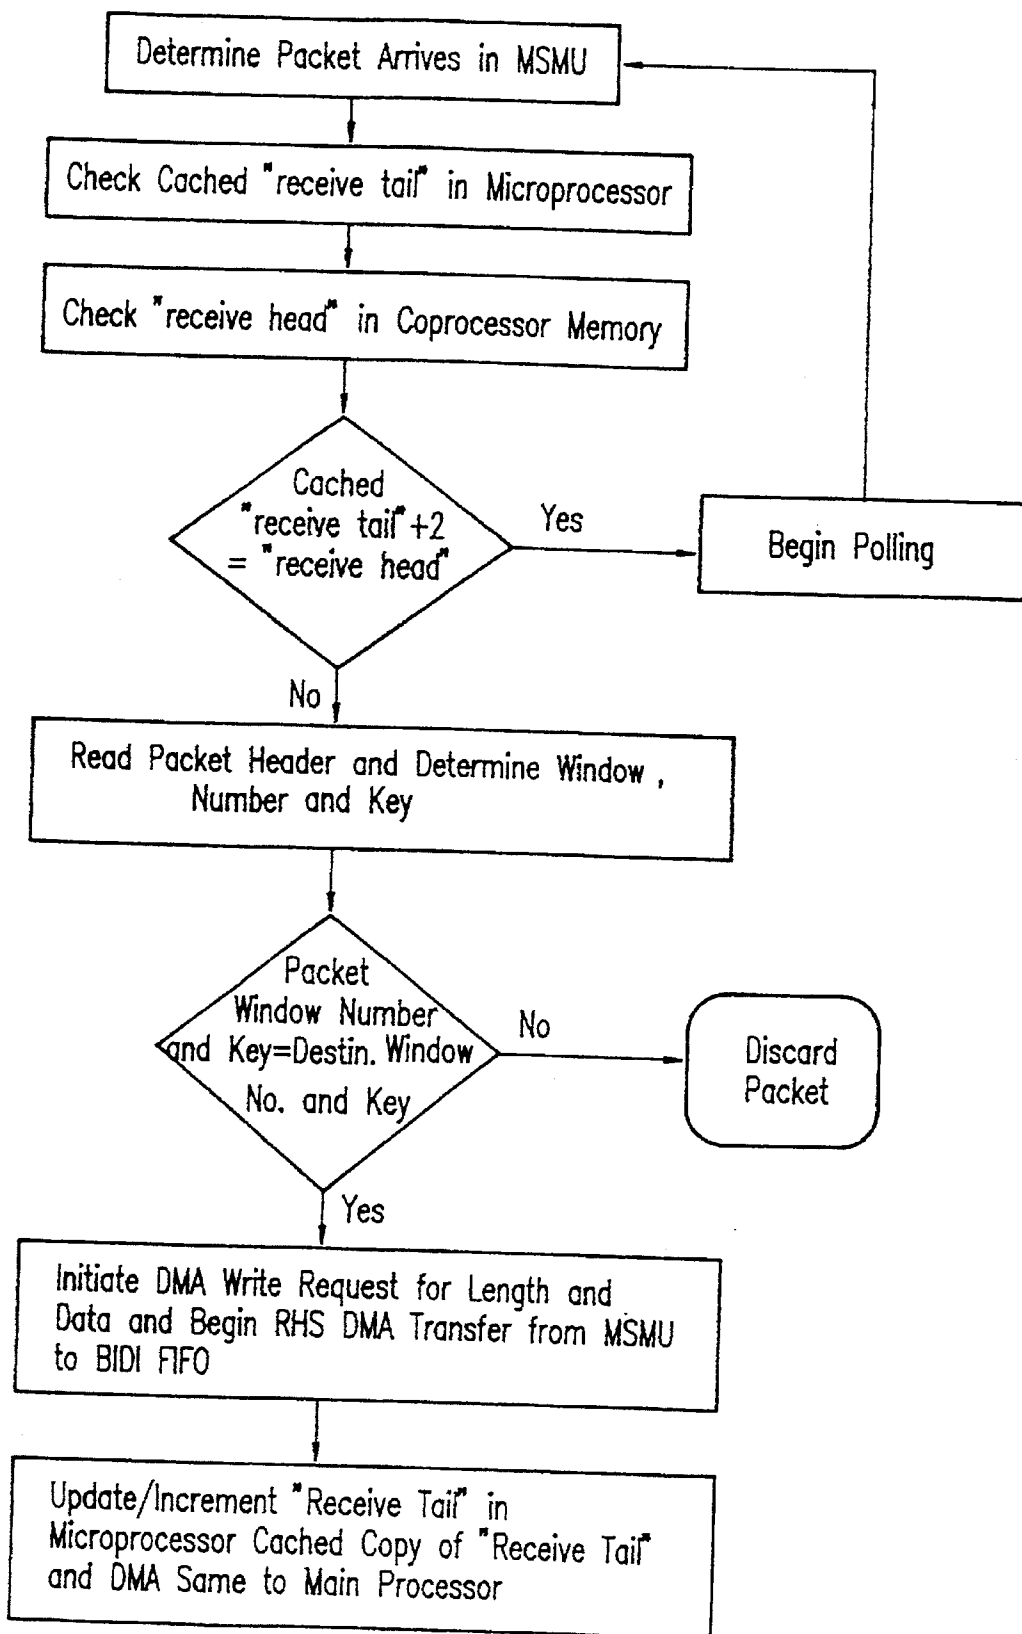 Determine Packet Arrives in MSMU
Check Cached "receive tail" in Microprocessor
Check "receive head" in Coprocessor Memory
Cached
"receive tail"+2
= "receive head"
Yes
Begin Polling
No
Read Packet Header and Determine Window ,
Number and Key
Packet
Window Number
and Key=Destin. Window
No. and Key
No
Discard
Packet
Yes
Initiate DMA Write Request for Length and
Data and Begin RHS DMA Transfer from MSMU
to BIDI FIFO
Update/Increment "Receive Tail" in
Microprocessor Cached Copy of "Receive Tail"
and DMA Same to Main Processor